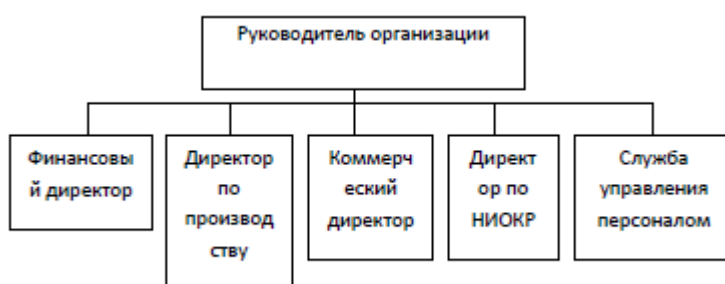 Руководитель организации
Финансовы
й директор
Директор
по
производ
ству
Коммерч
еский
директор
Директ
ор по
НИОКР
Служба
управления
персоналом